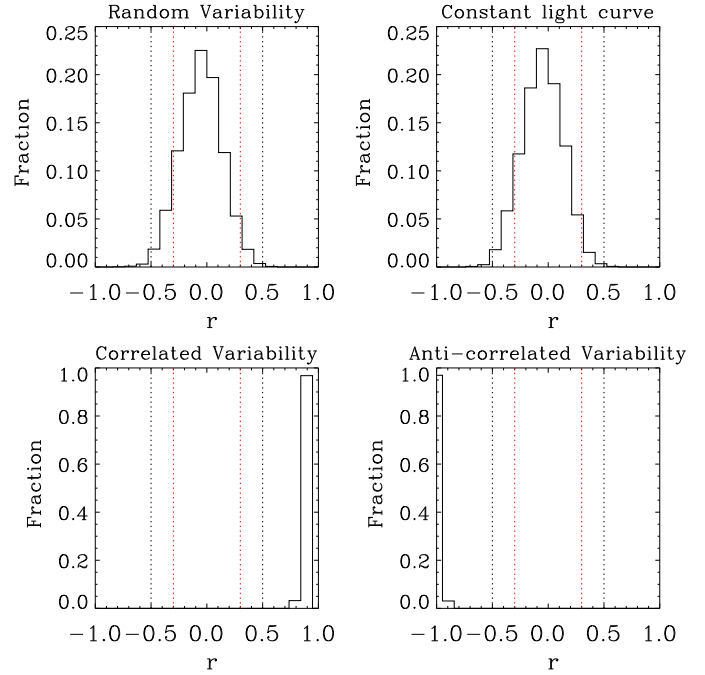 Random Variability
0.25
0.20
0.15
0.10
0.05
0.00
Fraction
−1.0 −0.5 0.0 0.5 1.0
r
Constant light curve
0.25
0.20
0.15
0.10
0.05
0.00
Fraction
−1.0 −0.5 0.0 0.5 1.0
r
Correlated Variability
1.0
0.8
0.6
0.4
0.2
0.0
Fraction
−1.0 −0.5 0.0 0.5 1.0
r
Anti−correlated Variability
1.0
0.8
0.6
0.4
0.2
0.0
Fraction
−1.0 −0.5 0.0 0.5 1.0
r